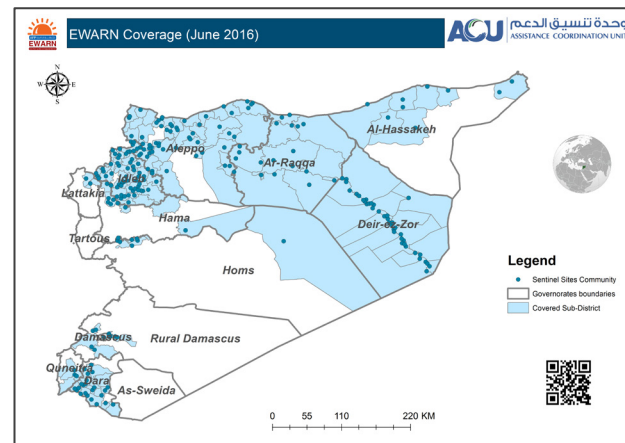 EWARN
EWARN Coverage (June 2016)
ACU
وحدة تنسيق الدعم
ASSISTANCE COORDINATION UNIT
N
W
E
S
Al-Hassakeh
Aleppo
Ar-Raqqa
Idleb
Lattakia
Hama
Deir-ez-Zor
Tartous
Homs
Legend
Sentinel Sites Community
Governorates boundaries
Covered Sub-District
Damascus
Rural Damascus
Quneitra
Dara
As-Sweida
0 55 110 220 KM